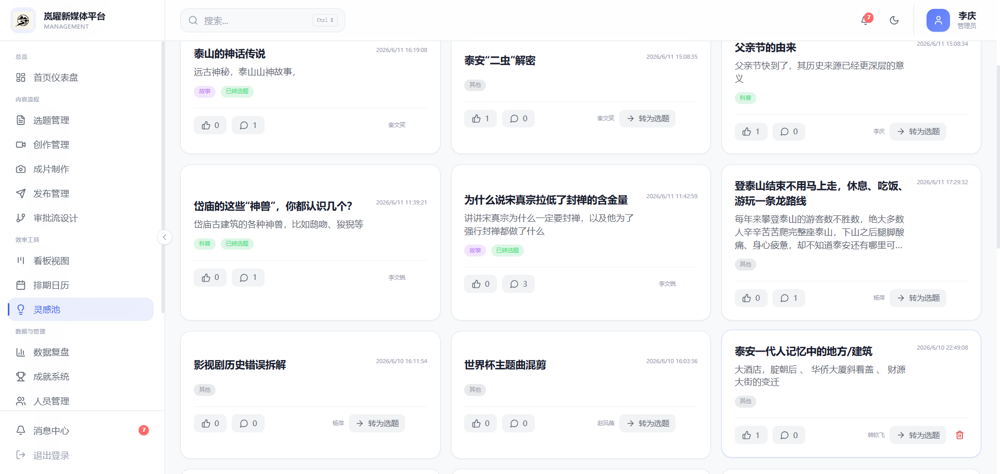 岚曜新媒体平台
MANAGEMENT
搜索...
Ctrl K
7
李庆
管理员
总览
首页仪表盘
内容流程
选题管理
创作管理
成片制作
发布管理
审批流设计
效率工具
看板视图
排期日历
灵感池
数据与管理
数据复盘
成就系统
人员管理
消息中心
7
退出登录
泰山的神话传说
2026/6/11 16:19:08
远古神秘，泰山山神故事，
故事
已转选题
0
1
秦文笑
泰安“二虫”解密
2026/6/11 15:08:35
其他
1
0
秦文笑
转为选题
父亲节的由来
2026/6/11 15:08:34
父亲节快到了，其历史来源已经更深层的意
义
科普
1
0
李庆
转为选题
岱庙的这些“神兽”，你都认识几个？
2026/6/11 11:39:21
岱庙古建筑的各种神兽，比如鸱吻、狻猊等
科普
已转选题
0
1
李文锐
为什么说宋真宗拉低了封禅的含金量
2026/6/11 11:42:59
讲讲宋真宗为什么一定要封禅，以及他为了
强行封禅都做了什么
故事
已转选题
0
3
李文锐
登泰山结束不用马上走，休息、吃饭、
游玩一条龙路线
2026/6/11 17:29:32
每年来攀登泰山的游客数不胜数，绝大多数
人辛辛苦苦爬完整座泰山，下山之后腿脚酸
痛、身心疲惫，却不知道泰安还有哪里可...
其他
0
1
杨萍
转为选题
影视剧历史错误拆解
2026/6/10 16:11:54
其他
0
0
杨萍
转为选题
世界杯主题曲混剪
2026/6/10 16:03:36
其他
0
0
赵凤薇
转为选题
泰安一代人记忆中的地方/建筑
2026/6/10 22:49:08
大酒店，腚朝后 、 华侨大厦斜着盖 、 财源
大街的变迁
其他
1
0
韩钦飞
转为选题